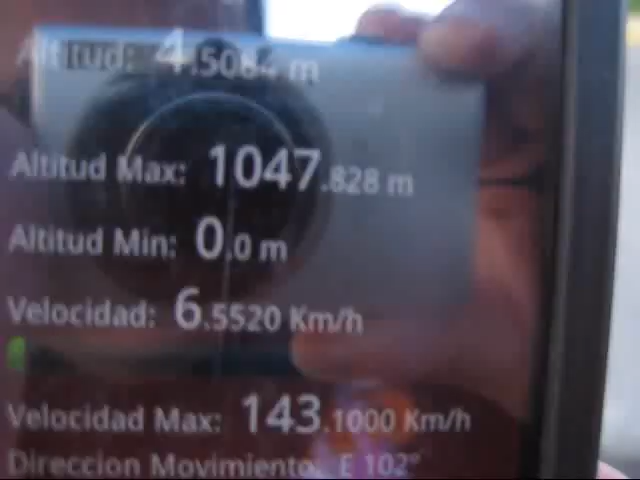 Altitud: 4.5084 m
Altitud Max: 1047.828 m
Altitud Min: 0.0 m
Velocidad: 6.5520 Km/h
Velocidad Max: 143.1000 Km/h
Direccion Movimiento: E 102°